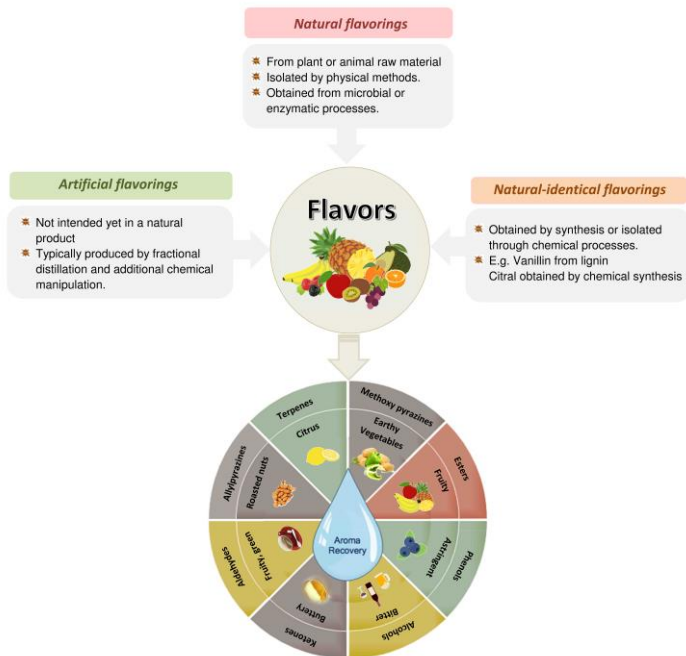 Natural flavorings
From plant or animal raw material
Isolated by physical methods.
Obtained from microbial or
enzymatic processes.
Artificial flavorings
Not intended yet in a natural
product
Typically produced by fractional
distillation and additional chemical
manipulation.
Natural-identical flavorings
Obtained by synthesis or isolated
through chemical processes.
E.g. Vanillin from lignin
Citral obtained by chemical synthesis
Flavors
Terpenes
Citrus
Methoxy pyrazines
Earthy
Vegetables
Esters
Fruity
Phenols
Astringent
Alcohols
Bitter
Ketones
Buttery
Aldehydes
Fruity, green
Allylpyrazines
Roasted nuts
Aroma
Recovery